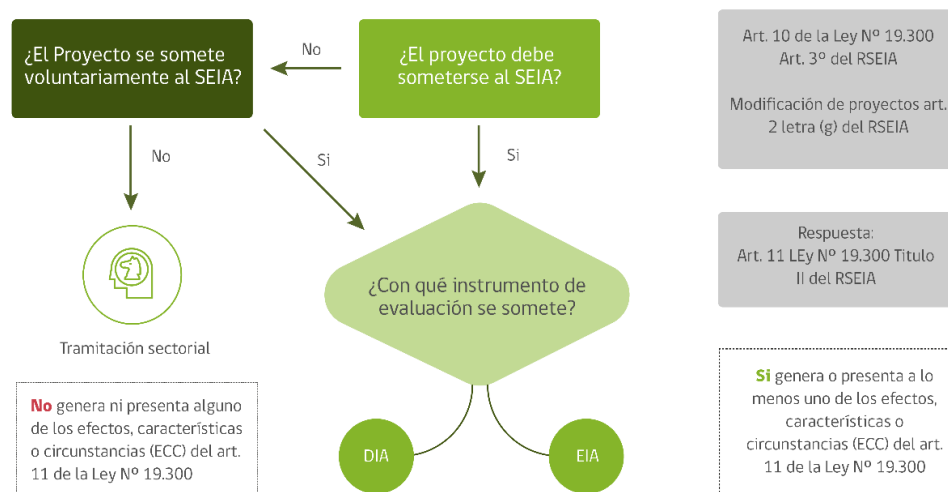 ¿El Proyecto se somete
voluntariamente al SEIA?
No
¿El proyecto debe
someterse al SEIA?
Art. 10 de la Ley Nº 19.300
Art. 3º del RSEIA
Modificación de proyectos art.
2 letra (g) del RSEIA
No
Si
Si
¿Con qué instrumento de
evaluación se somete?
Respuesta:
Art. 11 LEy Nº 19.300 Titulo
II del RSEIA
Tramitación sectorial
No genera ni presenta alguno
de los efectos, características
o circunstancias (ECC) del art.
11 de la Ley Nº 19.300
DIA
EIA
Si genera o presenta a lo
menos uno de los efectos,
características o
circunstancias (ECC) del art.
11 de la Ley Nº 19.300